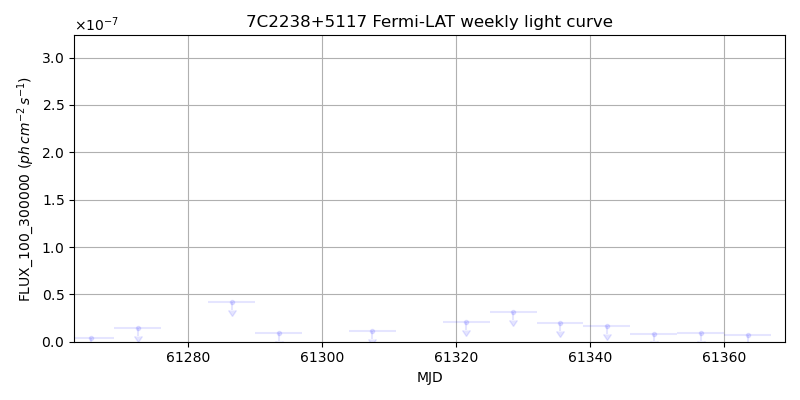 7C2238+5117 Fermi-LAT weekly light curve
×10⁻⁷
FLUX_100_300000 (ph cm⁻² s⁻¹)
3.0
2.5
2.0
1.5
1.0
0.5
0.0
61280 61300 61320 61340 61360
MJD